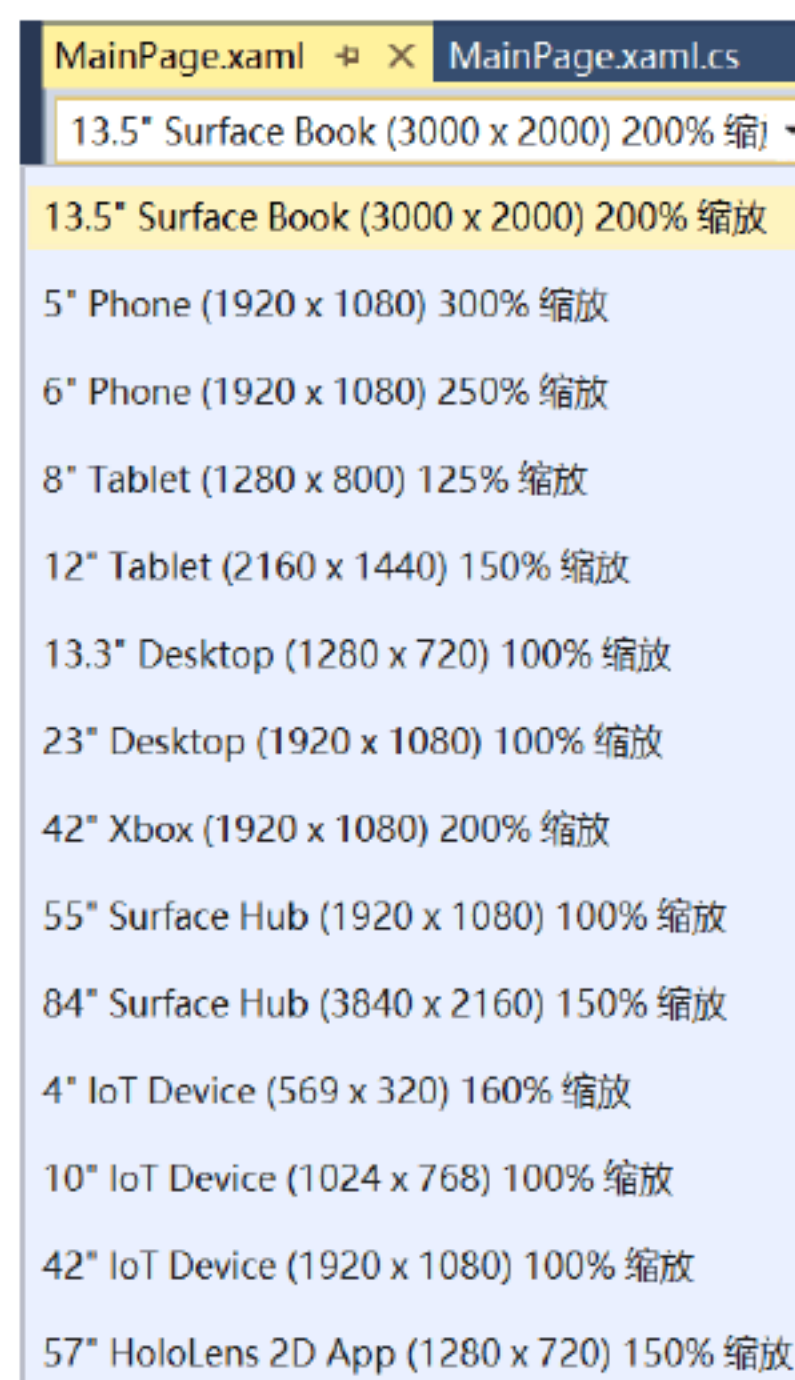 MainPage.xaml MainPage.xaml.cs
13.5" Surface Book (3000 x 2000) 200%
13.5" Surface Book (3000 x 2000) 200% 缩放
5" Phone (1920 x 1080) 300% 缩放
6" Phone (1920 x 1080) 250% 缩放
8" Tablet (1280 x 800) 125% 缩放
12" Tablet (2160 x 1440) 150% 缩放
13.3" Desktop (1280 x 720) 100% 缩放
23" Desktop (1920 x 1080) 100% 缩放
42" Xbox (1920 x 1080) 200% 缩放
55" Surface Hub (1920 x 1080) 100% 缩放
84" Surface Hub (3840 x 2160) 150% 缩放
4" IoT Device (569 x 320) 160% 缩放
10" IoT Device (1024 x 768) 100% 缩放
42" IoT Device (1920 x 1080) 100% 缩放
57" HoloLens 2D App (1280 x 720) 150% 缩放